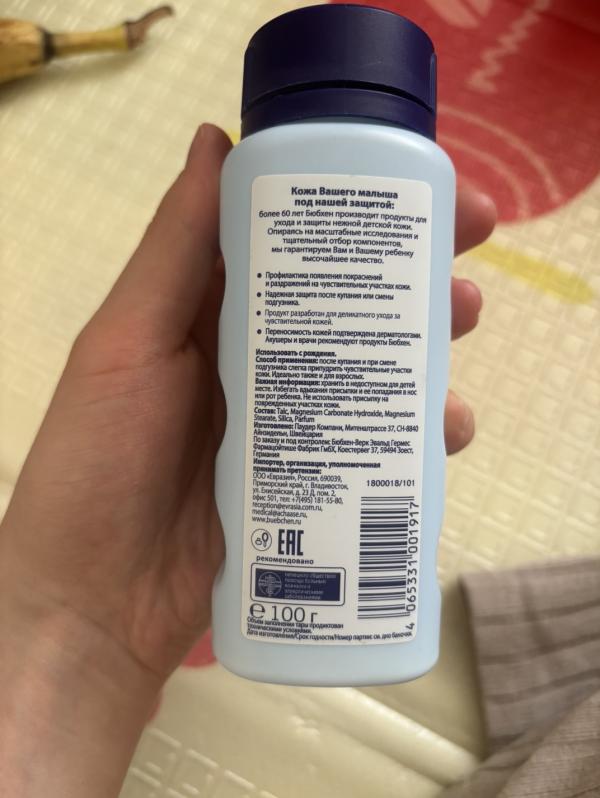 Кожа Вашего малыша
под нашей защитой:
более 60 лет Бюбхен производит продукты для
ухода и защиты нежной детской кожи.
Опираясь на масштабные исследования и
тщательный отбор компонентов,
мы гарантируем Вам и Вашему ребенку
высочайшее качество.
• Профилактика появления покраснений
и раздражений на чувствительных участках кожи.
• Надежная защита после купания или смены
подгузника.
• Продукт разработан для деликатного ухода за
чувствительной кожей.
• Переносимость кожей подтверждена дерматологами.
Акушеры и врачи рекомендуют продукты Бюбхен.
Использовать с рождения.
Способ применения: после купания и при смене
подгузника слегка припудрить чувствительные участки
кожи. Идеально также и для взрослых.
Важная информация: хранить в недоступном для детей
месте. Избегать вдыхания присыпки и ее попадания в нос
или рот ребенка. Не использовать присыпку на
поврежденных участках кожи.
Состав: Talc, Magnesium Carbonate Hydroxide, Magnesium
Stearate, Silica, Parfum
Изготовлено: Паудер Компани, Митеналтрассе 37, CH-8840
Айнзидельн, Швейцария
По заказу и под контролем: Бюбхен-Верк Эвальд Гермес
Фармацойтише Фабрик ГмбХ, Коестервег 37, 59494 Зоест,
Германия
Импортер, организация, уполномоченная
принимать претензии:
ООО «Евразия», Россия, 690039,
Приморский край, г. Владивосток,
ул. Енисейская, д. 23 Д, пом. 2,
офис 501, тел: +7(495) 181-55-80,
reception@evrasia.com.ru,
medical@achaase.ru,
www.buebchen.ru
1800018/101
EAC
рекомендовано
немецким обществом
помощи больным
кожными и
аллергическими
заболеваниями
4 065331 001917
e 100 г
Объем заполнения тары продиктован
техническими условиями.
Дата изготовления/Срок годности/Номер партии: см. дно баночки.